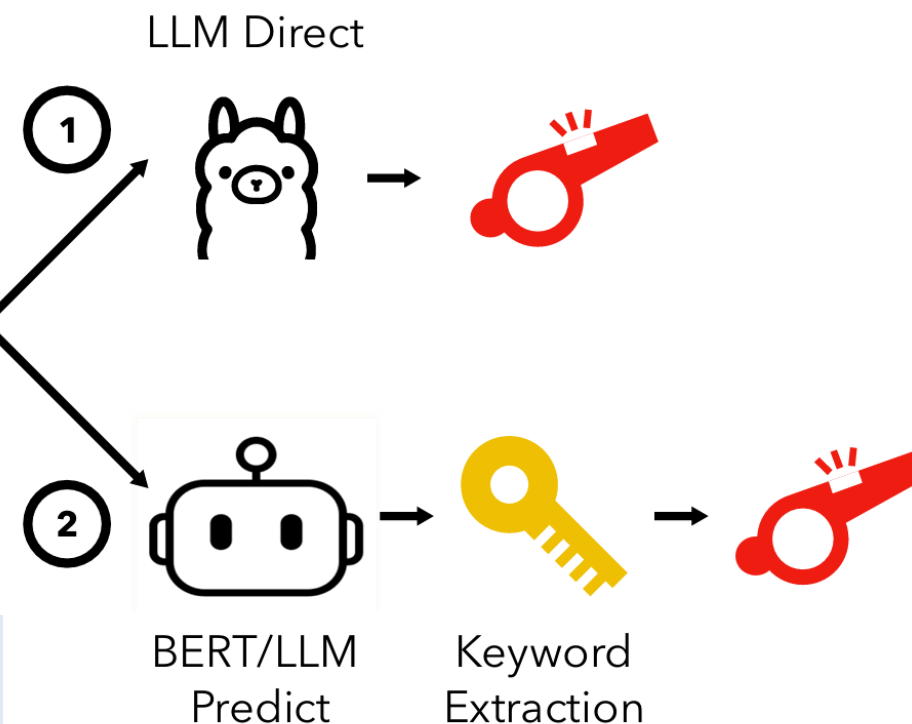 LLM Direct
1
2
BERT/LLM
Predict
Keyword
Extraction